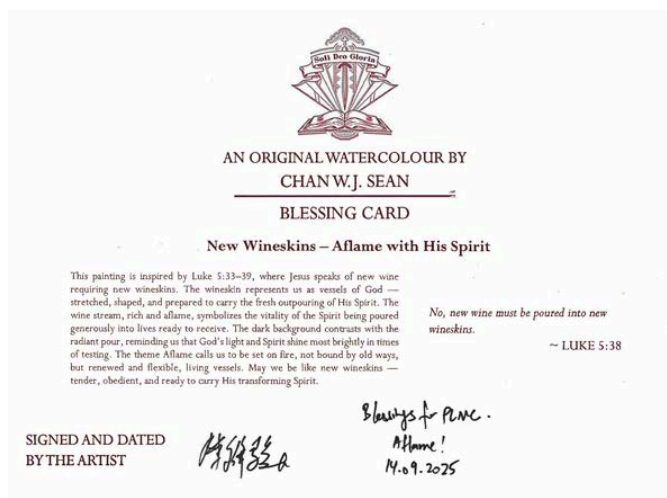 Soli Deo Gloria
AN ORIGINAL WATERCOLOUR BY
CHAN W.J. SEAN
BLESSING CARD
New Wineskins – Aflame with His Spirit
This painting is inspired by Luke 5:33–39, where Jesus speaks of new wine
requiring new wineskins. The wineskin represents us as vessels of God —
stretched, shaped, and prepared to carry the fresh outpouring of His Spirit. The
wine stream, rich and aflame, symbolizes the vitality of the Spirit being poured
generously into lives ready to receive. The dark background contrasts with the
radiant pour, reminding us that God's light and Spirit shine most brightly in times
of testing. The theme Aflame calls us to be set on fire, not bound by old ways,
but renewed and flexible, living vessels. May we be like new wineskins —
tender, obedient, and ready to carry His transforming Spirit.
No, new wine must be poured into new
wineskins.
~ LUKE 5:38
Blessings for PLMC.
Aflame!
14.09.2025
SIGNED AND DATED
BY THE ARTIST